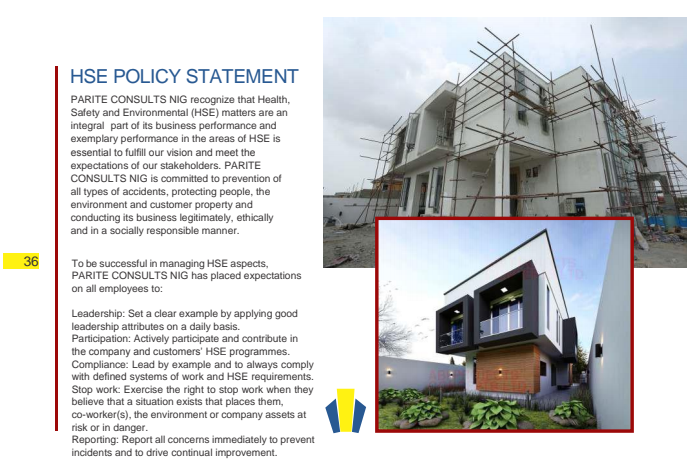 HSE POLICY STATEMENT
PARITE CONSULTS NIG recognize that Health,
Safety and Environmental (HSE) matters are an
integral part of its business performance and
exemplary performance in the areas of HSE is
essential to fulfill our vision and meet the
expectations of our stakeholders. PARITE
CONSULTS NIG is committed to prevention of
all types of accidents, protecting people, the
environment and customer property and
conducting its business legitimately, ethically
and in a socially responsible manner.
36
To be successful in managing HSE aspects,
PARITE CONSULTS NIG has placed expectations
on all employees to:
Leadership: Set a clear example by applying good
leadership attributes on a daily basis.
Participation: Actively participate and contribute in
the company and customers' HSE programmes.
Compliance: Lead by example and to always comply
with defined systems of work and HSE requirements.
Stop work: Exercise the right to stop work when they
believe that a situation exists that places them,
co-worker(s), the environment or company assets at
risk or in danger.
Reporting: Report all concerns immediately to prevent
incidents and to drive continual improvement.